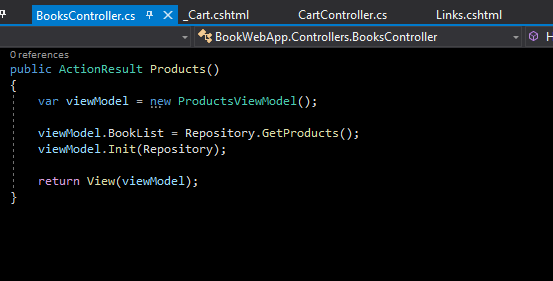 BooksController.cs _Cart.cshtml CartController.cs Links.cshtml
BookWebApp.Controllers.BooksController
0 references
public ActionResult Products()
{
var viewModel = new ProductsViewModel();
viewModel.BookList = Repository.GetProducts();
viewModel.Init(Repository);
return View(viewModel);
}